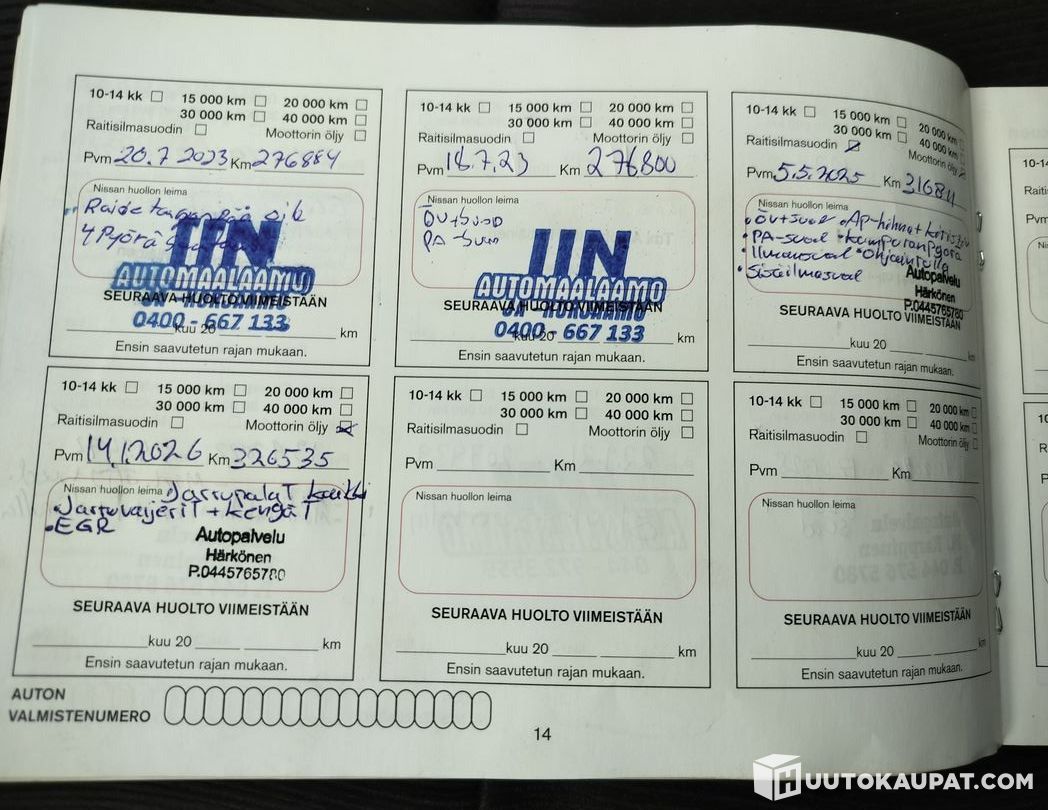 10-14 kk 15 000 km 20 000 km
30 000 km 40 000 km
Raitisilmasuodin Moottorin öljy
Pvm 20.7 2023 Km 276884
Nissan huollon leima
Raide
4 Pyörä
IIN
AUTOMAALAAMO
SEURAAVA HUOLTO VIIMEISTÄÄN
0400 - 667 133
kuu 20 km
Ensin saavutetun rajan mukaan.
10-14 kk 15 000 km 20 000 km
30 000 km 40 000 km
Raitisilmasuodin Moottorin öljy
Pvm 18.7.23 Km 276800
Nissan huollon leima
ÖV+SUOD
PA-SUOD
IIN
AUTOMAALAAMO
SEURAAVA HUOLTO VIIMEISTÄÄN
0400 - 667 133
kuu 20 km
Ensin saavutetun rajan mukaan.
10-14 kk 15 000 km 20 000 km
30 000 km 40 000 km
Raitisilmasuodin Moottorin öljy
Pvm 5.5.2025 Km 316811
Nissan huollon leima
• Öv+suod • AP-hihna+
• PA-suod
• Ilmansuod
• Sisäilmasuod
Autopalvelu
Härkönen
P.0445765780
SEURAAVA HUOLTO VIIMEISTÄÄN
kuu 20 km
Ensin saavutetun rajan mukaan.
10-14 kk 15 000 km 20 000 km
30 000 km 40 000 km
Raitisilmasuodin Moottorin öljy
Pvm 14.1.2026 Km 326535
Nissan huollon leima Jarrupalat kaikki
• Jarruvaijerit + Kengät
• EGR
Autopalvelu
Härkönen
P.0445765780
SEURAAVA HUOLTO VIIMEISTÄÄN
kuu 20 km
Ensin saavutetun rajan mukaan.
10-14 kk 15 000 km 20 000 km
30 000 km 40 000 km
Raitisilmasuodin Moottorin öljy
Pvm Km
Nissan huollon leima
SEURAAVA HUOLTO VIIMEISTÄÄN
kuu 20 km
Ensin saavutetun rajan mukaan.
10-14 kk 15 000 km 20 000 km
30 000 km 40 000 km
Raitisilmasuodin Moottorin öljy
Pvm Km
Nissan huollon leima
SEURAAVA HUOLTO VIIMEISTÄÄN
kuu 20 km
Ensin saavutetun rajan mukaan.
AUTON
VALMISTENUMERO
14
HUUTOKAUPAT.COM